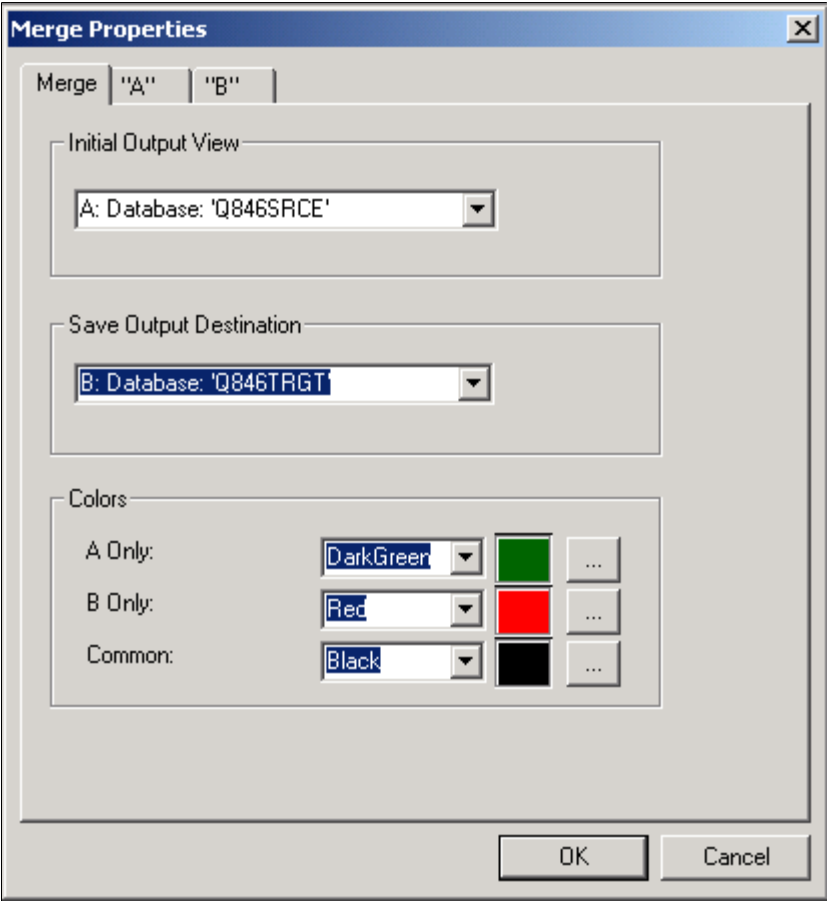 Merge Properties
Merge "A" "B"
Initial Output View
A: Database: 'Q846SRCE'
Save Output Destination
B: Database: 'Q846TRGT'
Colors
A Only: DarkGreen ...
B Only: Red ...
Common: Black ...
OK Cancel